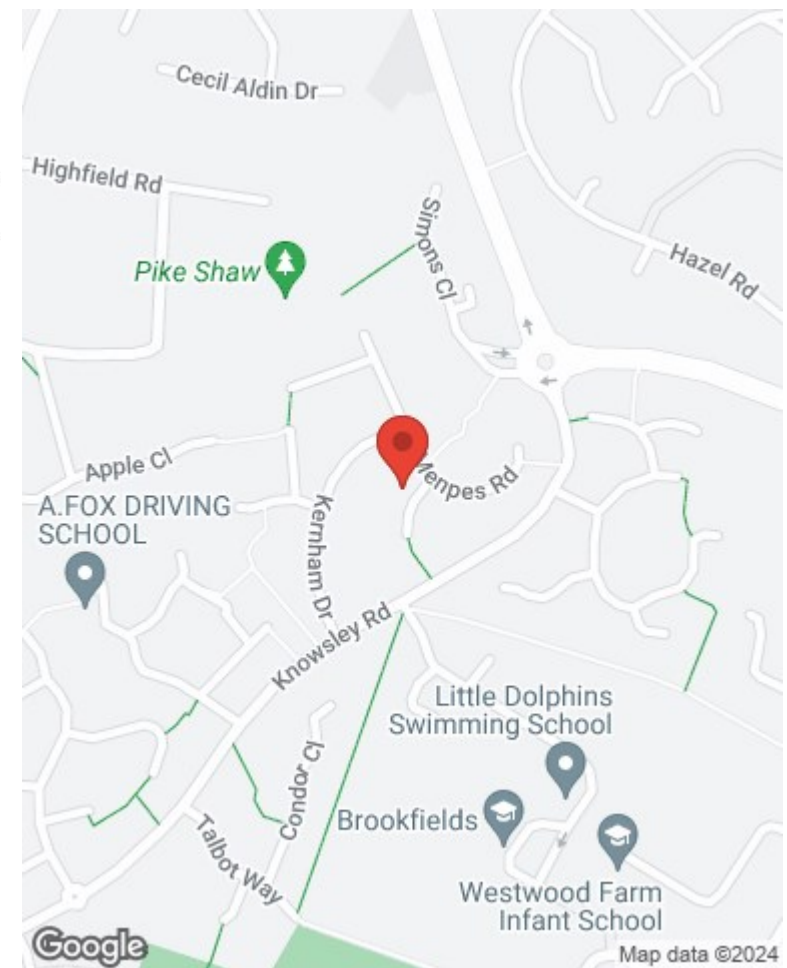 Cecil Aldin Dr
Highfield Rd
Simons Cl
Hazel Rd
Pike Shaw
Apple Cl
Menpes Rd
A.FOX DRIVING
SCHOOL
Kernham Dr
Knowsley Rd
Little Dolphins
Swimming School
Condor Cl
Brookfields
Talbot Way
Westwood Farm
Infant School
Google
Map data ©2024